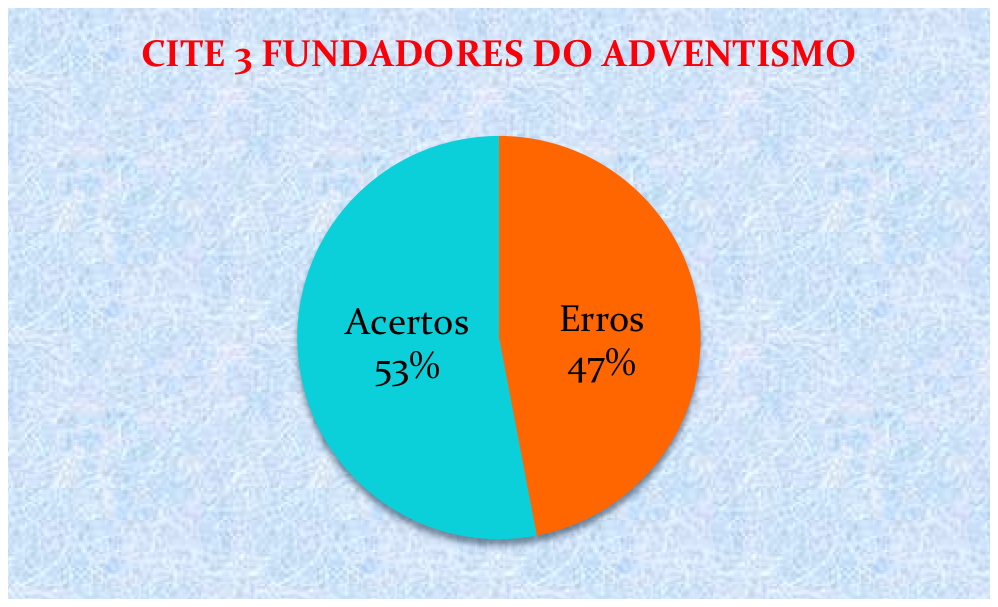 CITE 3 FUNDADORES DO ADVENTISMO
Acertos
53%
Erros
47%